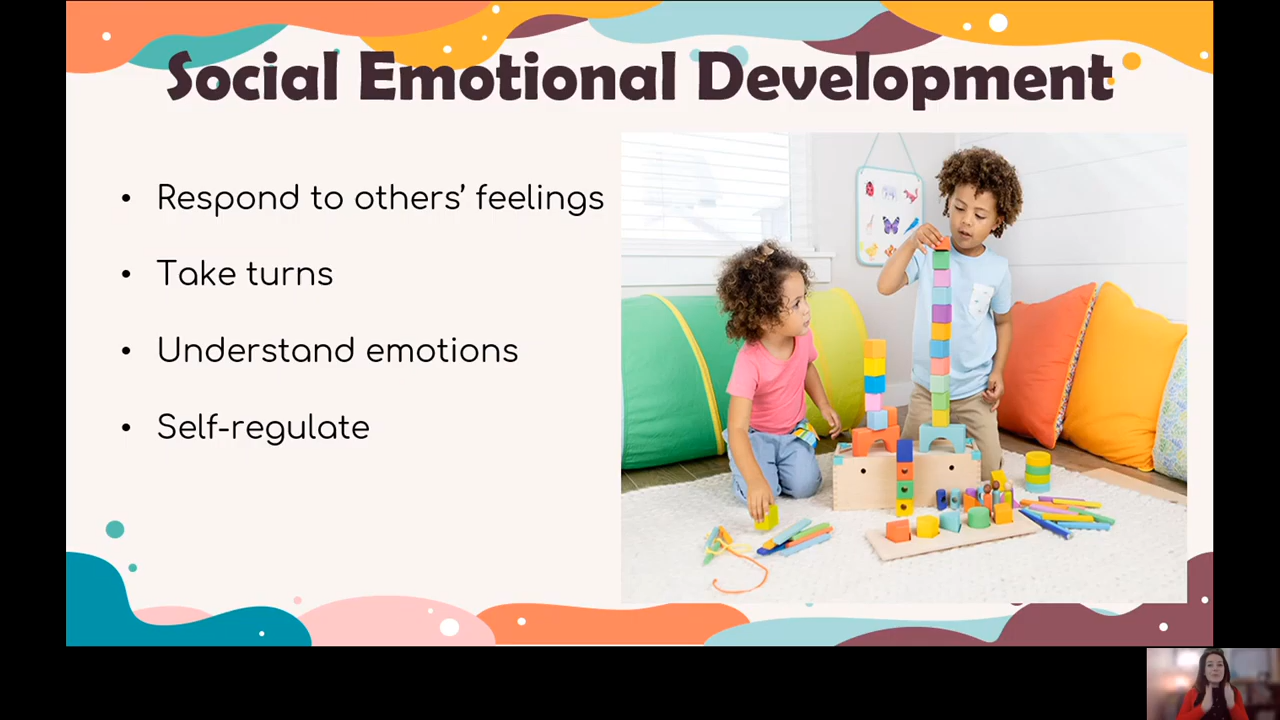 Social Emotional Development
• Respond to others’ feelings
• Take turns
• Understand emotions
• Self-regulate